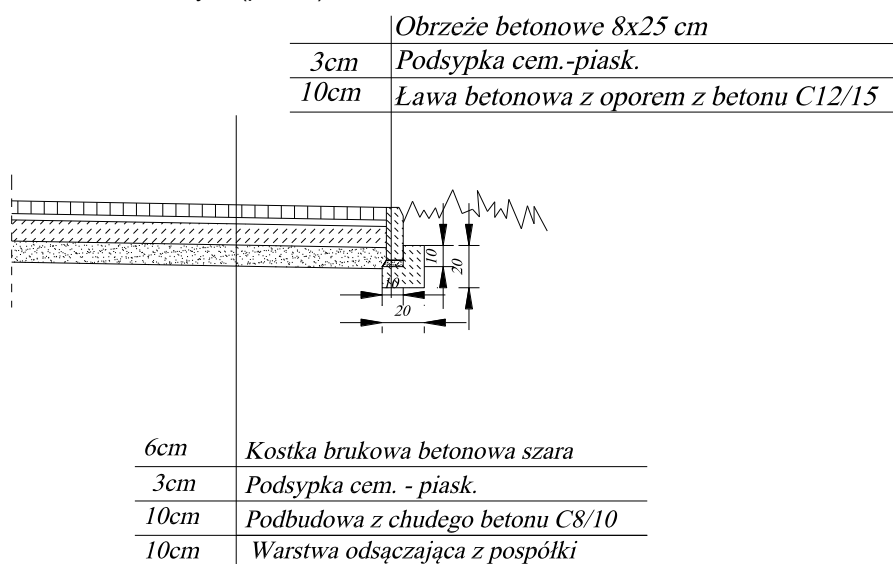 Obrzeże betonowe 8x25 cm
3cm Podsypka cem.-piask.
10cm Ława betonowa z oporem z betonu C12/15
10
20
10
20
6cm Kostka brukowa betonowa szara
3cm Podsypka cem. - piask.
10cm Podbudowa z chudego betonu C8/10
10cm Warstwa odsączająca z pospółki